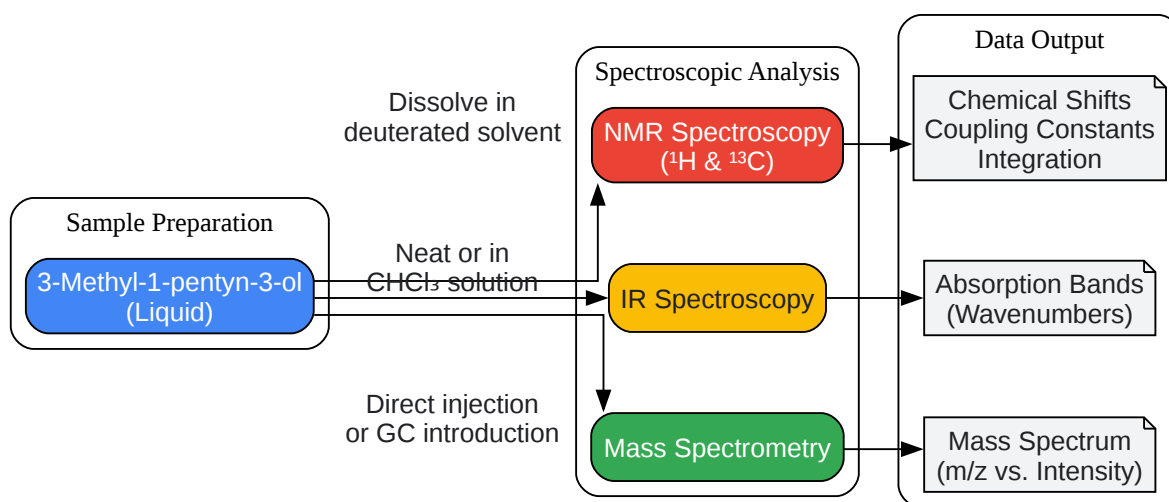 Sample Preparation
3-Methyl-1-pentyn-3-ol
(Liquid)
Dissolve in
deuterated solvent
Neat or in
CHCl₃ solution
Direct injection
or GC introduction
Spectroscopic Analysis
NMR Spectroscopy
(¹H & ¹³C)
IR Spectroscopy
Mass Spectrometry
Data Output
Chemical Shifts
Coupling Constants
Integration
Absorption Bands
(Wavenumbers)
Mass Spectrum
(m/z vs. Intensity)